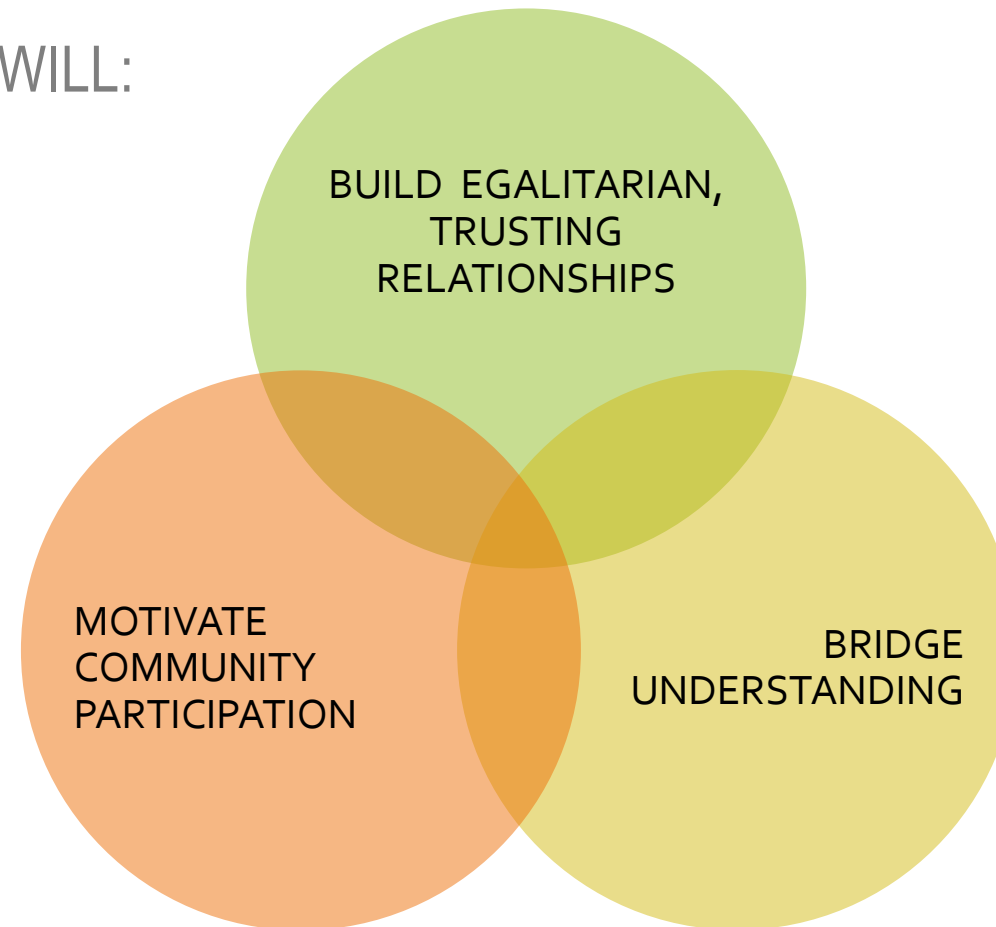 WILL:
BUILD EGALITARIAN,
TRUSTING
RELATIONSHIPS
MOTIVATE
COMMUNITY
PARTICIPATION
BRIDGE
UNDERSTANDING